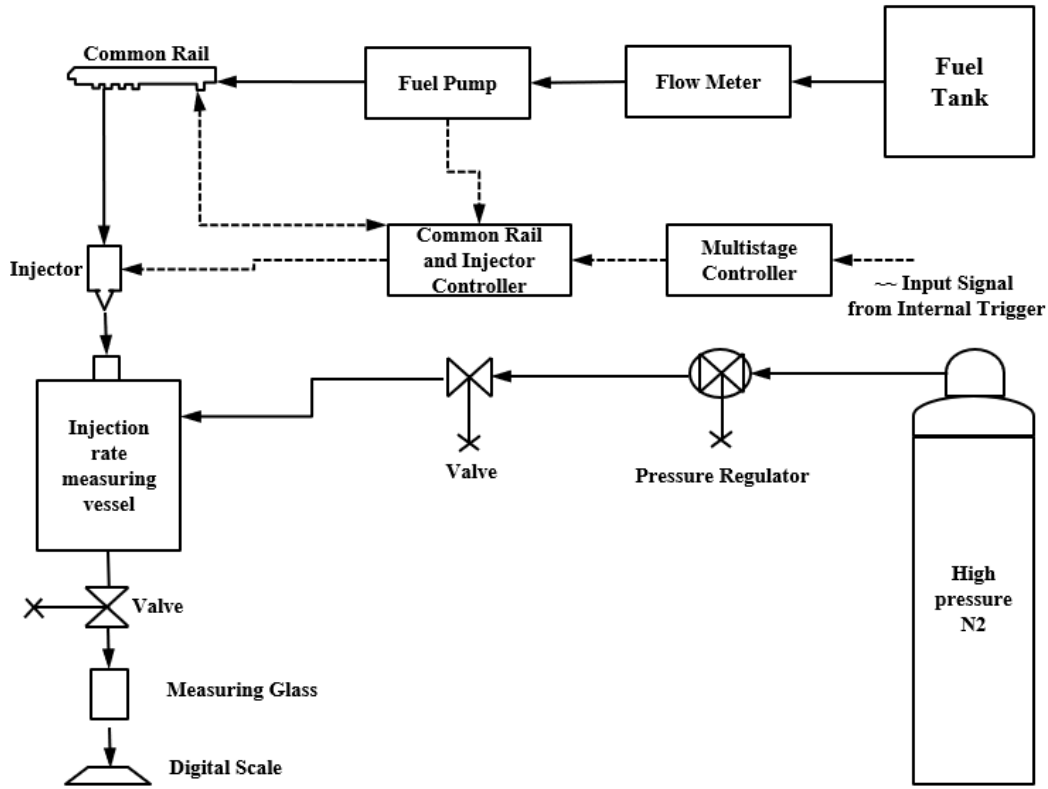 Common Rail
Fuel Pump
Flow Meter
Fuel
Tank
Injector
Common Rail
and Injector
Controller
Multistage
Controller
~~ Input Signal
from Internal Trigger
Injection
rate
measuring
vessel
Valve
Pressure Regulator
High
pressure
N2
Valve
Measuring Glass
Digital Scale